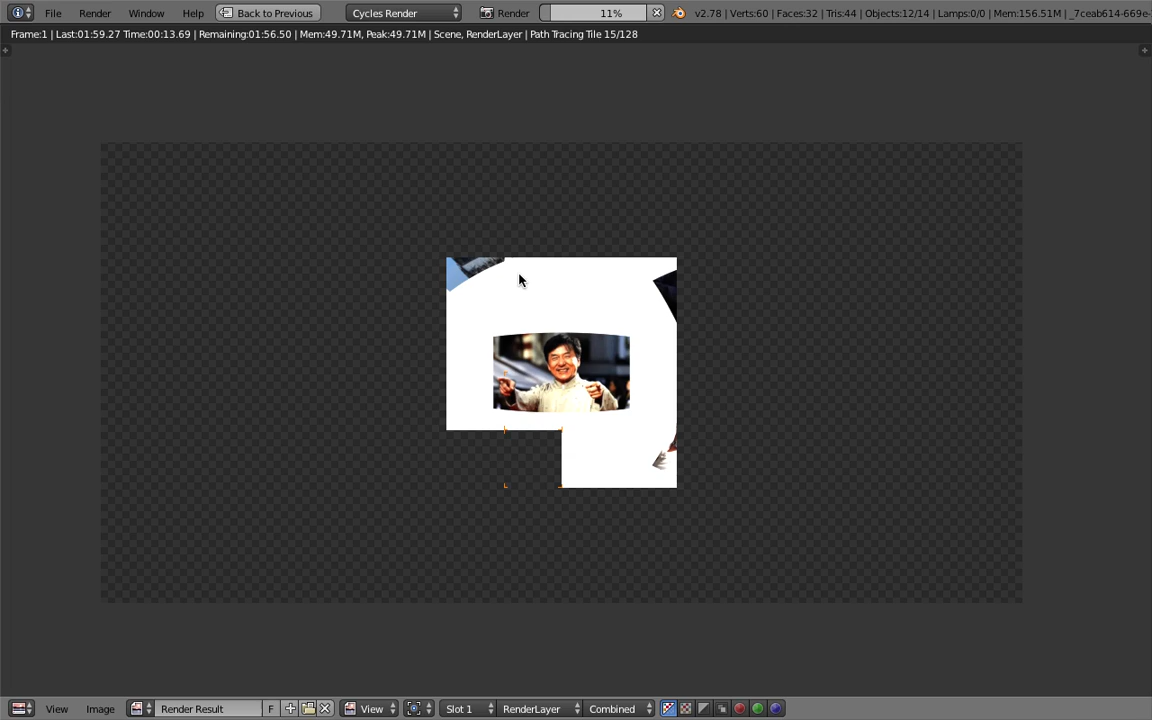 File Render Window Help Back to Previous Cycles Render Render 11% v2.78 | Verts:60 | Faces:32 | Tris:44 | Objects:12/14 | Lamps:0/0 | Mem:156.51M | _7ceab614-669e-
Frame:1 | Last:01:59.27 Time:00:13.69 | Remaining:01:56.50 | Mem:49.71M, Peak:49.71M | Scene, RenderLayer | Path Tracing Tile 15/128
View Image Render Result F View Slot 1 RenderLayer Combined